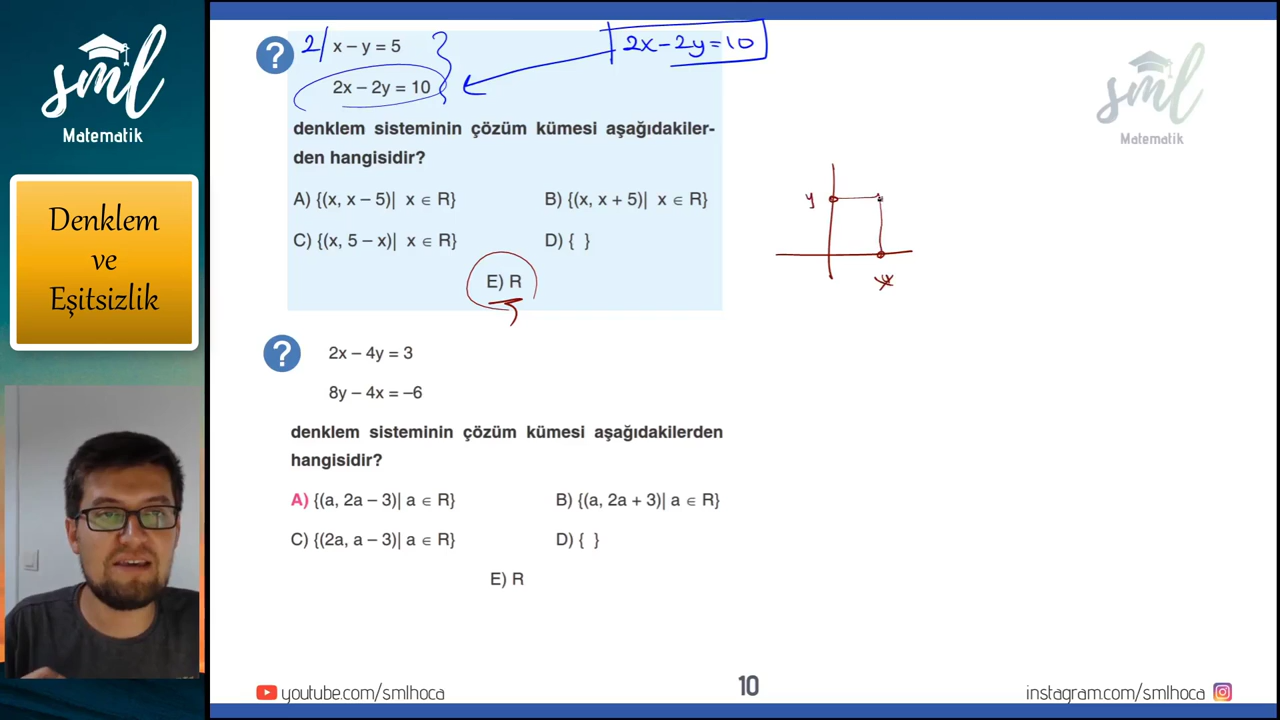 sml
Matematik
Denklem
ve
Eşitsizlik
2/ x – y = 5
2x – 2y = 10
2x – 2y = 10
denklem sisteminin çözüm kümesi aşağıdakiler-
den hangisidir?
A) {(x, x – 5)| x ∈ R}
B) {(x, x + 5)| x ∈ R}
C) {(x, 5 – x)| x ∈ R}
D) { }
E) R
sml
Matematik
y
x
?
?
2x – 4y = 3
8y – 4x = –6
denklem sisteminin çözüm kümesi aşağıdakilerden
hangisidir?
A) {(a, 2a – 3)| a ∈ R}
B) {(a, 2a + 3)| a ∈ R}
C) {(2a, a – 3)| a ∈ R}
D) { }
E) R
youtube.com/smlhoca
10
instagram.com/smlhoca